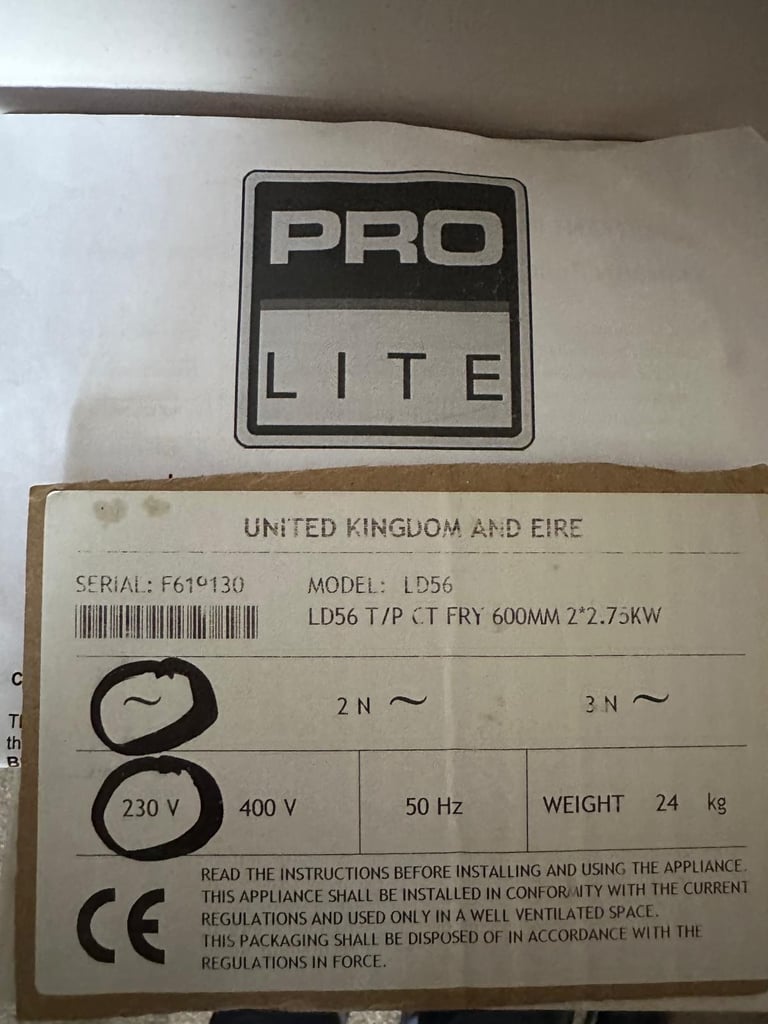 PRO
LITE
UNITED KINGDOM AND EIRE
SERIAL: F619130 MODEL: LD56
LD56 T/P CT FRY 600MM 2*2.75KW
~ 2 N ~ 3 N ~
230 V 400 V 50 Hz WEIGHT 24 kg
C
Th
th
B
READ THE INSTRUCTIONS BEFORE INSTALLING AND USING THE APPLIANCE.
THIS APPLIANCE SHALL BE INSTALLED IN CONFORMITY WITH THE CURRENT
REGULATIONS AND USED ONLY IN A WELL VENTILATED SPACE.
THIS PACKAGING SHALL BE DISPOSED OF IN ACCORDANCE WITH THE
REGULATIONS IN FORCE.
CE